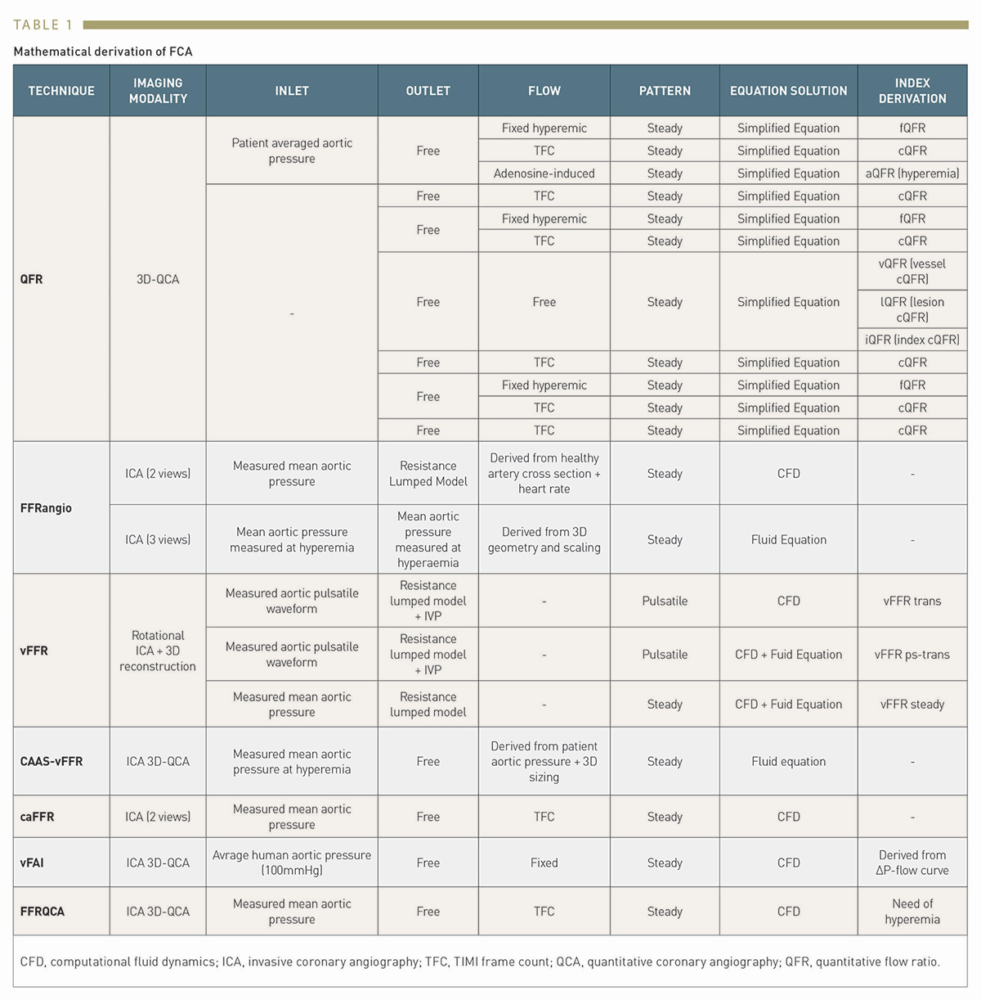 TABLE 1
Mathematical derivation of FCA
TECHNIQUE
IMAGING
MODALITY
INLET
OUTLET
FLOW
PATTERN
EQUATION SOLUTION
INDEX
DERIVATION
QFR
3D-QCA
Patient averaged aortic
pressure
Free
Fixed hyperemic
Steady
Simplified Equation
fQFR
TFC
Steady
Simplified Equation
cQFR
Adenosine-induced
Steady
Simplified Equation
aQFR (hyperemia)
-
Free
TFC
Steady
Simplified Equation
cQFR
Free
Fixed hyperemic
Steady
Simplified Equation
fQFR
TFC
Steady
Simplified Equation
cQFR
Free
Free
Steady
Simplified Equation
vQFR (vessel
cQFR)
lQFR (lesion
cQFR)
iQFR (index cQFR)
Free
TFC
Steady
Simplified Equation
cQFR
Free
Fixed hyperemic
Steady
Simplified Equation
fQFR
TFC
Steady
Simplified Equation
cQFR
Free
TFC
Steady
Simplified Equation
cQFR
FFRangio
ICA (2 views)
Measured mean aortic
pressure
Resistance
Lumped Model
Derived from healthy
artery cross section +
heart rate
Steady
CFD
-
ICA (3 views)
Mean aortic pressure
measured at hyperemia
Mean aortic
pressure
measured at
hyperaemia
Derived from 3D
geometry and scaling
Steady
Fluid Equation
-
vFFR
Rotational
ICA + 3D
reconstruction
Measured aortic pulsatile
waveform
Resistance
lumped model
+ IVP
-
Pulsatile
CFD
vFFR trans
Measured aortic pulsatile
waveform
Resistance
lumped model
+ IVP
-
Pulsatile
CFD + Fuid Equation
vFFR ps-trans
Measured mean aortic
pressure
Resistance
lumped model
-
Steady
CFD + Fuid Equation
vFFR steady
CAAS-vFFR
ICA 3D-QCA
Measured mean aortic
pressure at hyperemia
Free
Derived from patient
aortic pressure + 3D
sizing
Steady
Fluid equation
-
caFFR
ICA (2 views)
Measured mean aortic
pressure
Free
TFC
Steady
CFD
-
vFAI
ICA 3D-QCA
Avrage human aortic pressure
(100mmHg)
Free
Fixed
Steady
CFD
Derived from
ΔP-flow curve
FFRQCA
ICA 3D-QCA
Measured mean aortic
pressure
Free
TFC
Steady
CFD
Need of
hyperemia
CFD, computational fluid dynamics; ICA, invasive coronary angiography; TFC, TIMI frame count; QCA, quantitative coronary angiography; QFR, quantitative flow ratio.